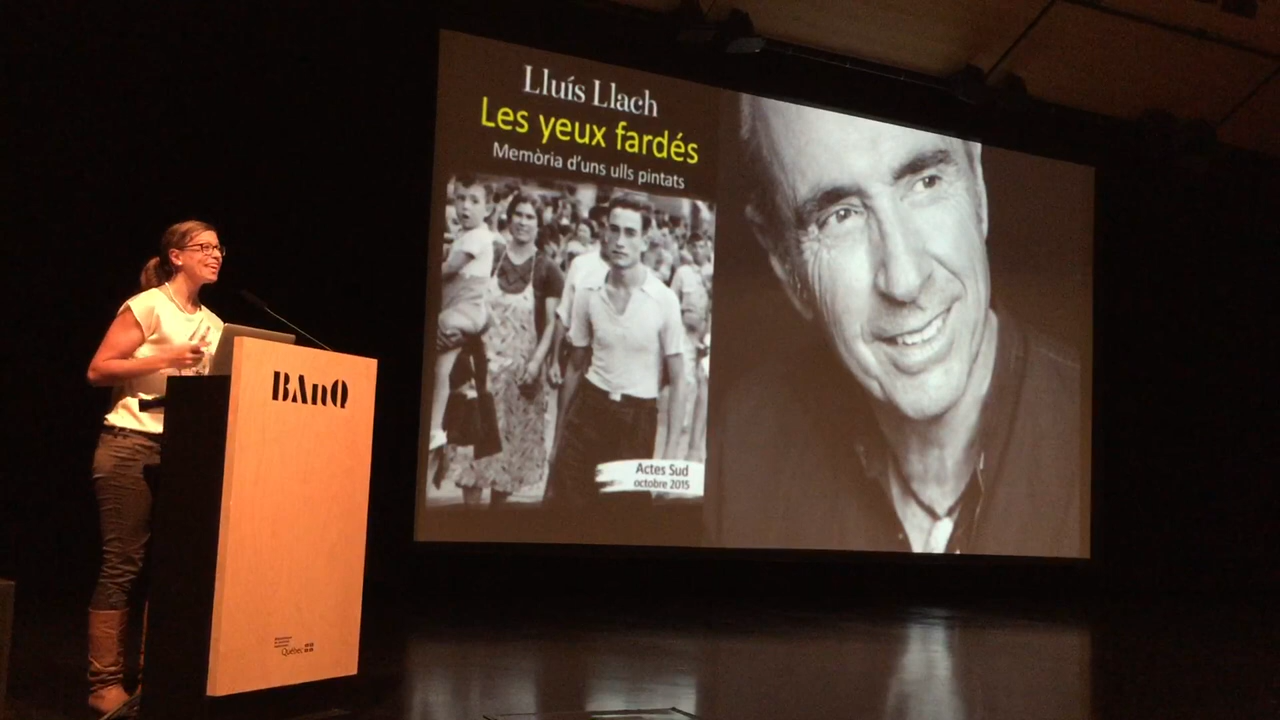 Lluís Llach
Les yeux fardés
Memòria d'uns ulls pintats
Actes Sud
octobre 2015
BAnQ
Québec